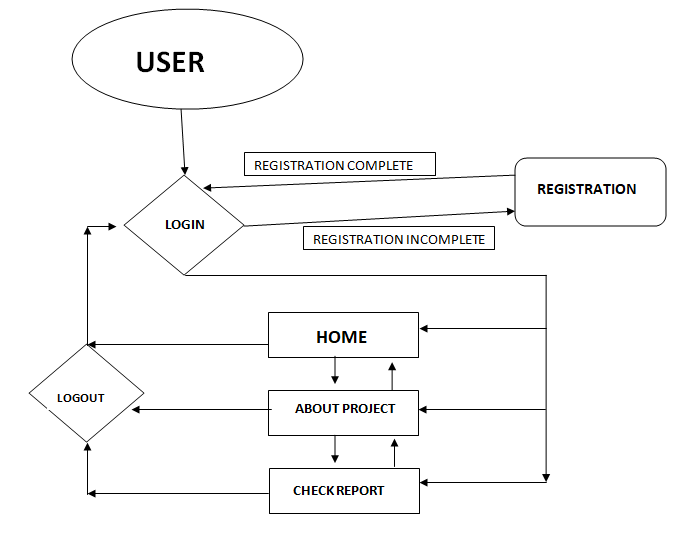 USER
REGISTRATION COMPLETE
REGISTRATION
LOGIN
REGISTRATION INCOMPLETE
HOME
LOGOUT
ABOUT PROJECT
CHECK REPORT